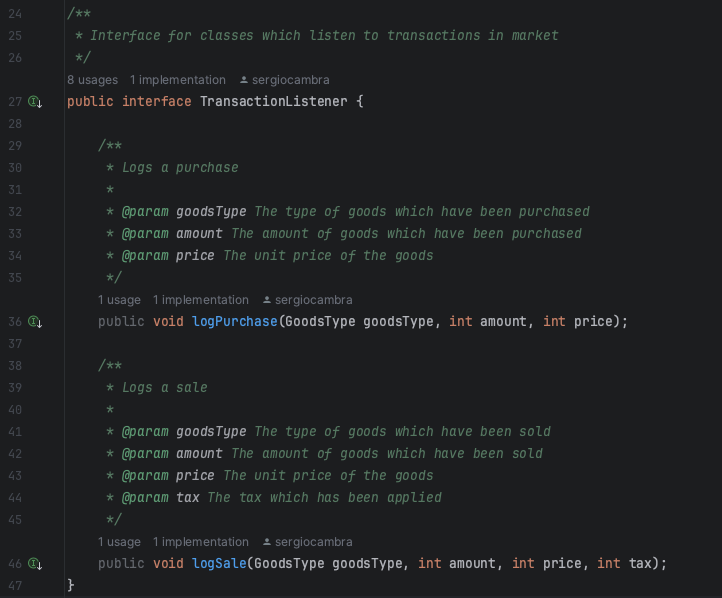 24 /**
25  * Interface for classes which listen to transactions in market
26  */
8 usages   1 implementation   sergiocambra
27 public interface TransactionListener {
28
29     /**
30      * Logs a purchase
31      *
32      * @param goodsType The type of goods which have been purchased
33      * @param amount The amount of goods which have been purchased
34      * @param price The unit price of the goods
35      */
1 usage   1 implementation   sergiocambra
36     public void logPurchase(GoodsType goodsType, int amount, int price);
37
38     /**
39      * Logs a sale
40      *
41      * @param goodsType The type of goods which have been sold
42      * @param amount The amount of goods which have been sold
43      * @param price The unit price of the goods
44      * @param tax The tax which has been applied
45      */
1 usage   1 implementation   sergiocambra
46     public void logSale(GoodsType goodsType, int amount, int price, int tax);
47 }